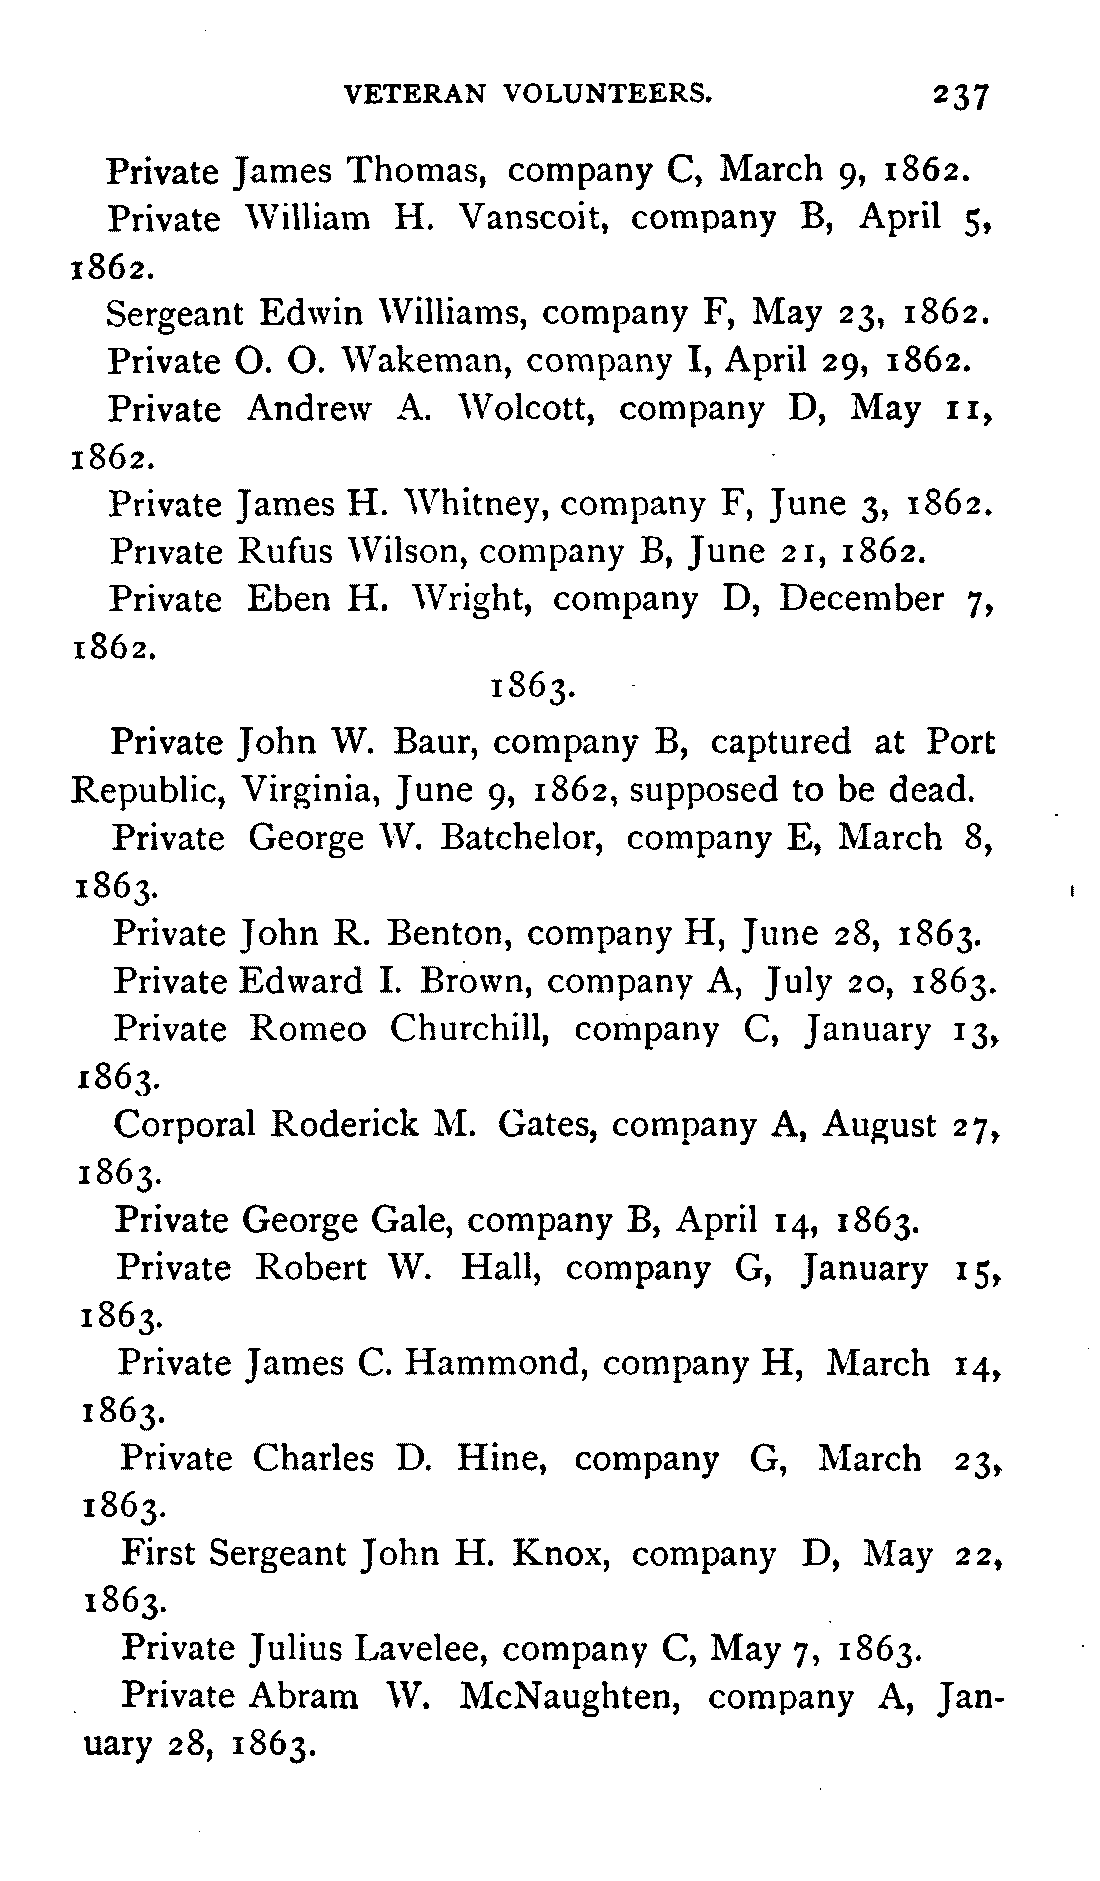 VETERAN VOLUNTEERS. 237
Private James Thomas, company C, March 9, 1862.
Private William H. Vanscoit, company B, April 5,
1862.
Sergeant Edwin Williams, company F, May 23, 1862.
Private O. O. Wakeman, company I, April 29, 1862.
Private Andrew A. Wolcott, company D, May 11,
1862.
Private James H. Whitney, company F, June 3, 1862.
Private Rufus Wilson, company B, June 21, 1862.
Private Eben H. Wright, company D, December 7,
1862.
1863.
Private John W. Baur, company B, captured at Port
Republic, Virginia, June 9, 1862, supposed to be dead.
Private George W. Batchelor, company E, March 8,
1863.
Private John R. Benton, company H, June 28, 1863.
Private Edward I. Brown, company A, July 20, 1863.
Private Romeo Churchill, company C, January 13,
1863.
Corporal Roderick M. Gates, company A, August 27,
1863.
Private George Gale, company B, April 14, 1863.
Private Robert W. Hall, company G, January 15,
1863.
Private James C. Hammond, company H, March 14,
1863.
Private Charles D. Hine, company G, March 23,
1863.
First Sergeant John H. Knox, company D, May 22,
1863.
Private Julius Lavelee, company C, May 7, 1863.
Private Abram W. McNaughten, company A, Jan-
uary 28, 1863.